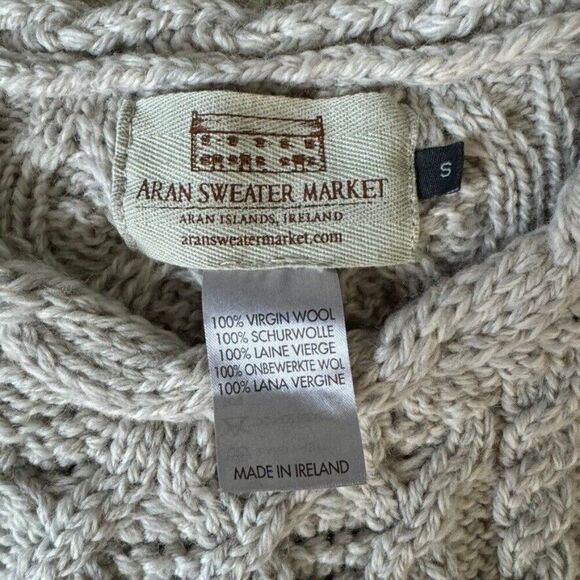 ARAN SWEATER MARKET
ARAN ISLANDS, IRELAND
aransweatermarket.com
S
100% VIRGIN WOOL
100% SCHURWOLLE
100% LAINE VIERGE
100% ONBEWERKTE WOL
100% LANA VERGINE
MADE IN IRELAND